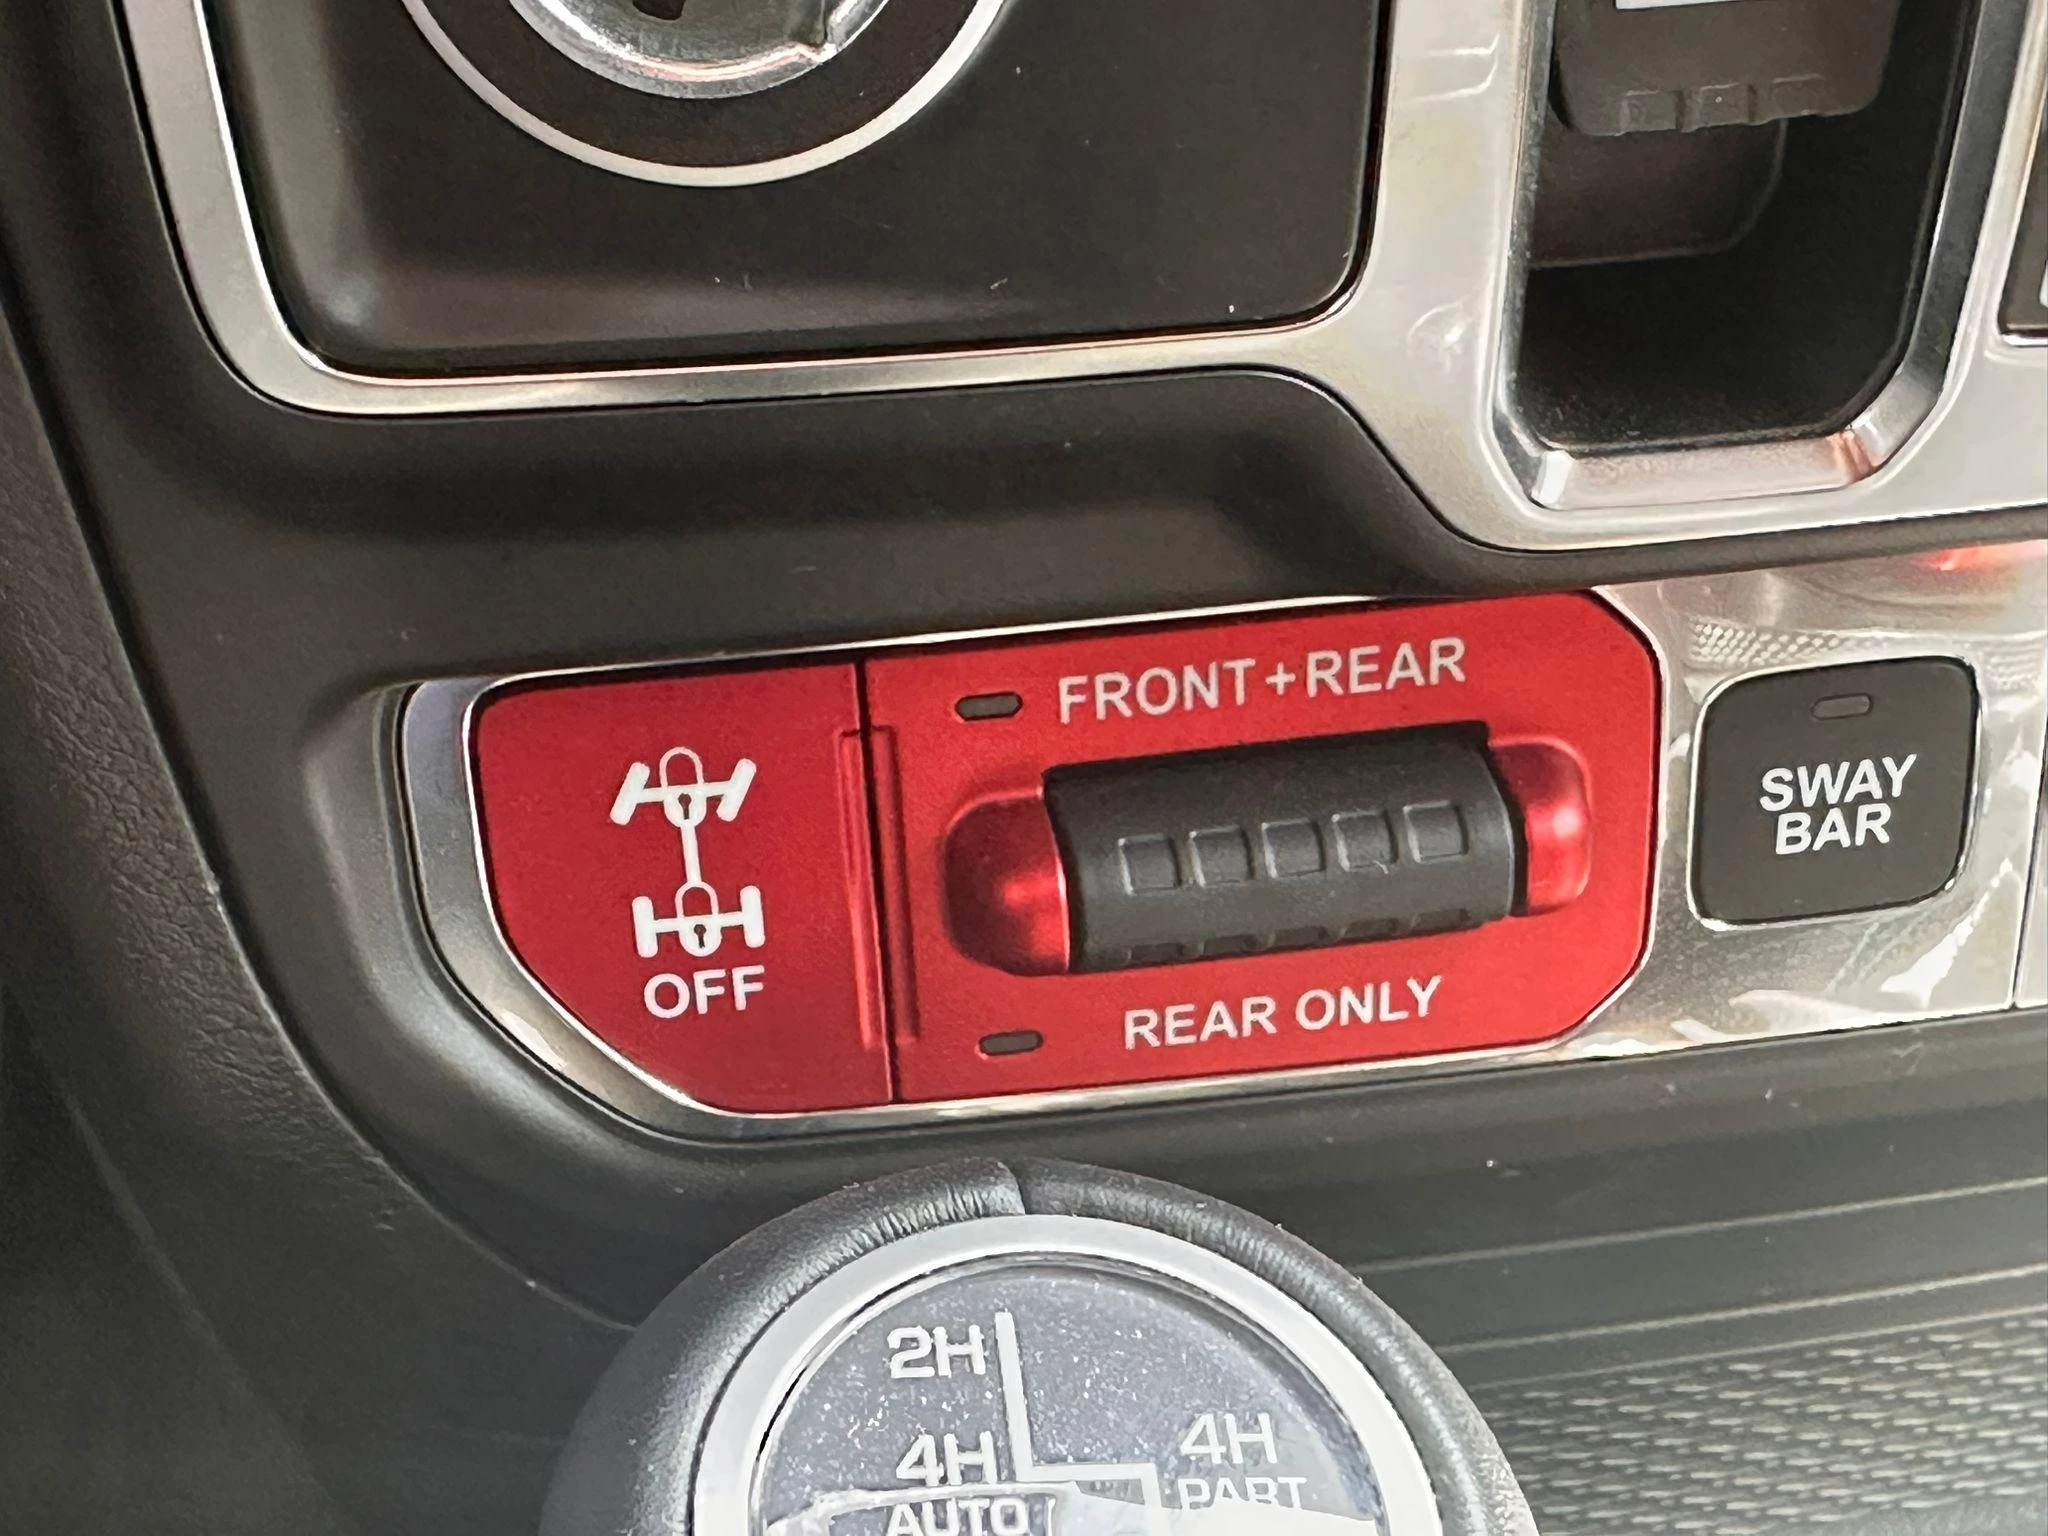 FRONT+REAR
OFF
REAR ONLY
SWAY
BAR
2H
4H
AUTO
4H
PART